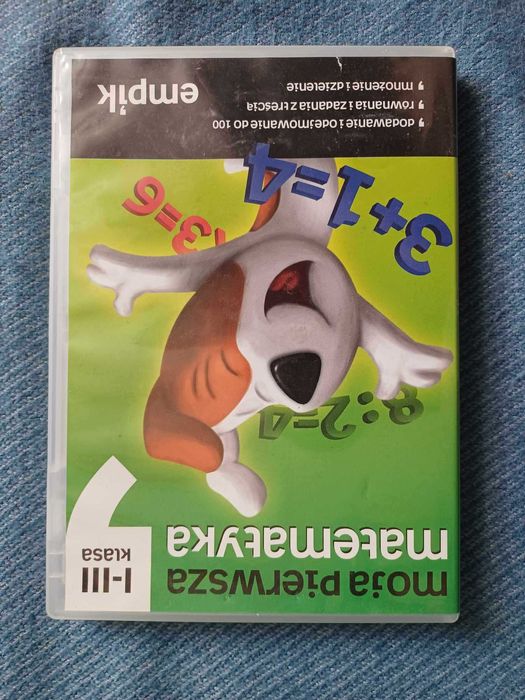 moja pierwsza
matematyka
I-III
klasa
8:2=4
3=6
3+1=4
dodawanie i odejmowanie do 100
równania i zadania z treścią
mnożenie i dzielenie
empik